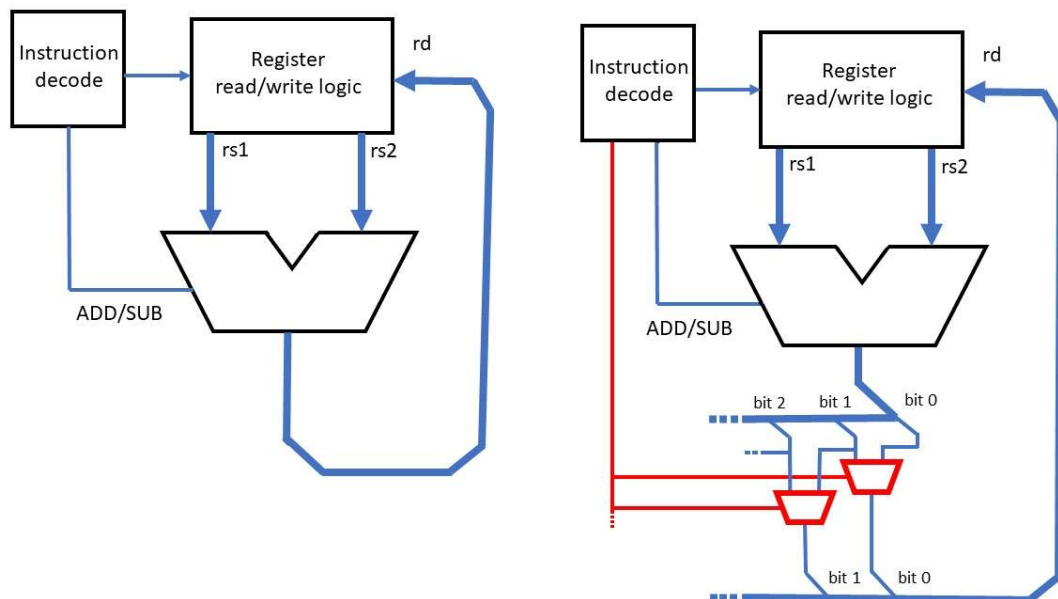 Instruction
decode
Register
read/write logic
rd
rs1
rs2
ADD/SUB
Instruction
decode
Register
read/write logic
rd
rs1
rs2
ADD/SUB
bit 2
bit 1
bit 0
bit 1
bit 0